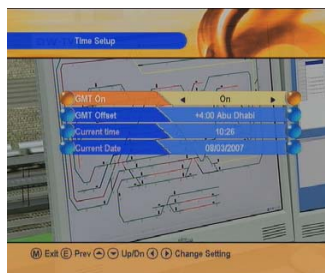 Time Setup
GMT On On
GMT Offset +4:00 Abu Dhabi
Current time 10:26
Current Date 08/03/2007
M Exit E Prev Up/Dn Change Setting